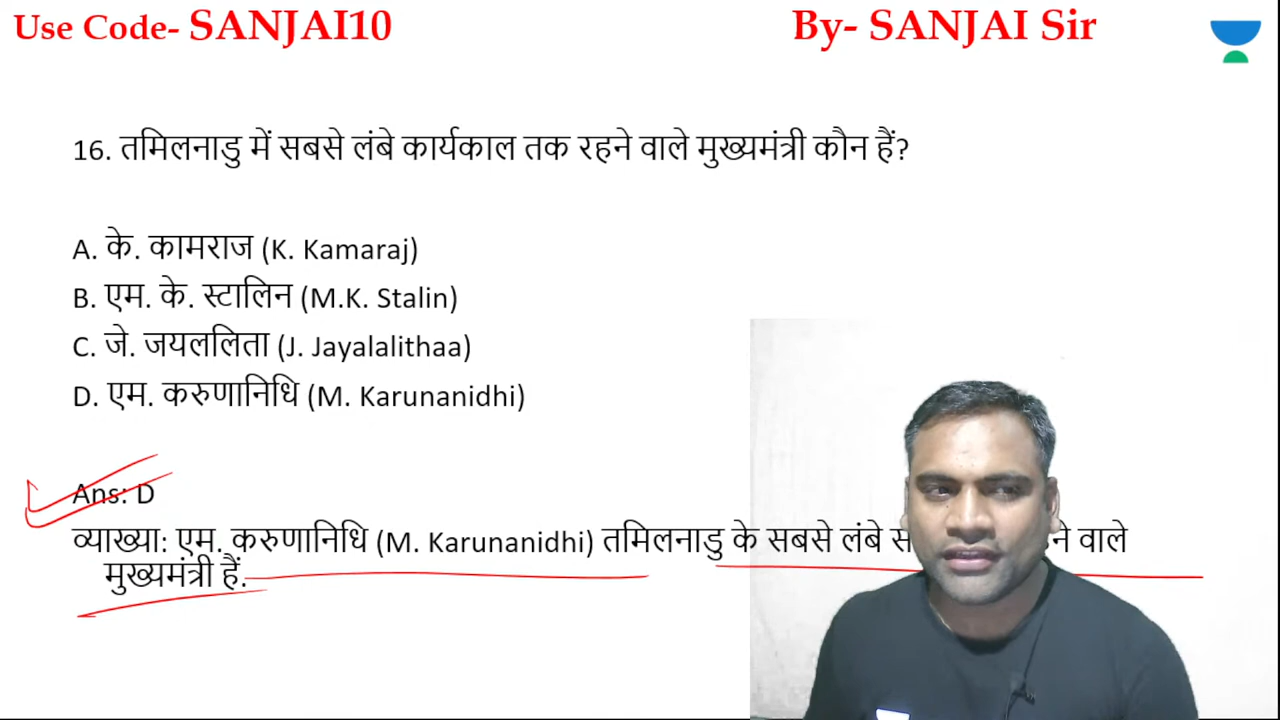 Use Code- SANJAI10
By- SANJAI Sir
16. तमिलनाडु में सबसे लंबे कार्यकाल तक रहने वाले मुख्यमंत्री कौन हैं?
A. के. कामराज (K. Kamaraj)
B. एम. के. स्टालिन (M.K. Stalin)
C. जे. जयललिता (J. Jayalalithaa)
D. एम. करुणानिधि (M. Karunanidhi)
Ans: D
व्याख्या: एम. करुणानिधि (M. Karunanidhi) तमिलनाडु के सबसे लंबे वाले
मुख्यमंत्री हैं.